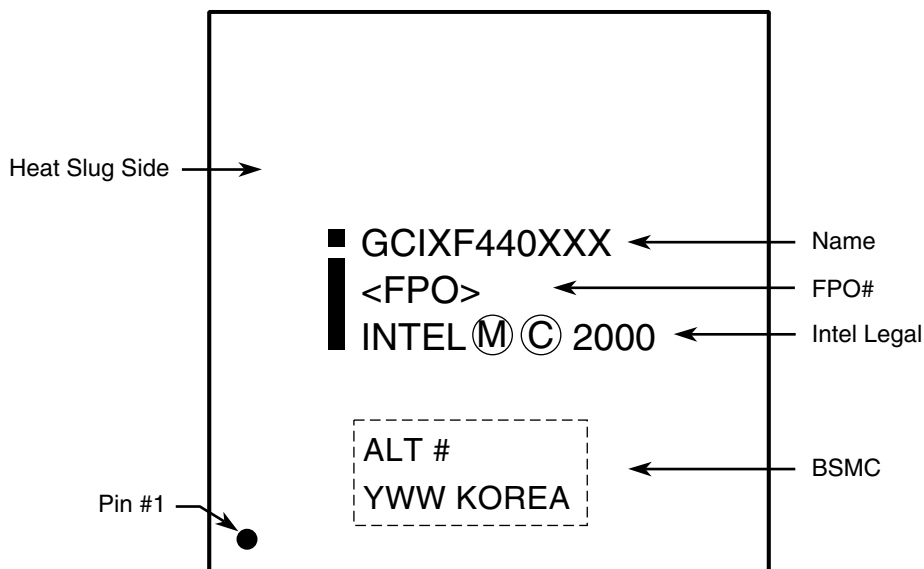 Heat Slug Side
GCIXF440XXX
Name
<FPO>
FPO#
INTEL Ⓜ Ⓒ 2000
Intel Legal
ALT #
YWW KOREA
BSMC
Pin #1